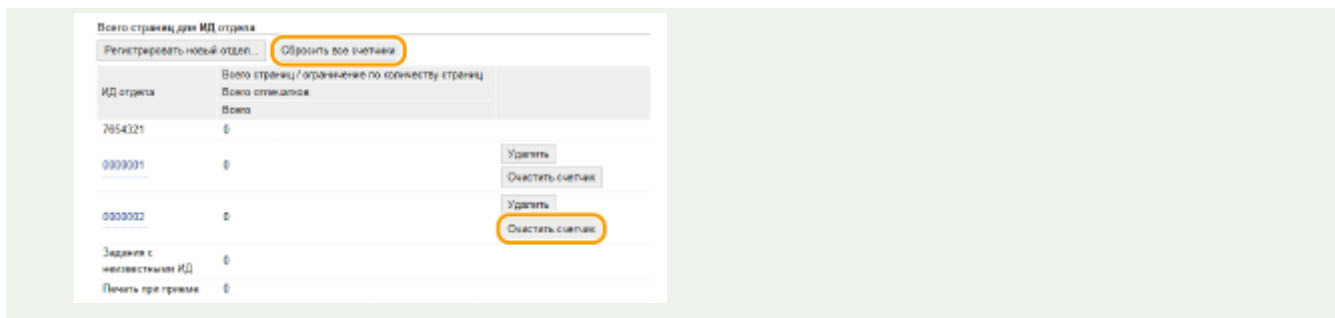 Всего страниц для ИД отдела
Регистрировать новый отдел... Сбросить все счетчики
ИД отдела
Всего страниц / ограничение по количеству страниц
Всего отпечатков
Всего
7654321 0
0000001 0 Удалить
Очистить счетчик
0000002 0 Удалить
Очистить счетчик
Задания с
неизвестными ИД 0
Печать при приеме 0